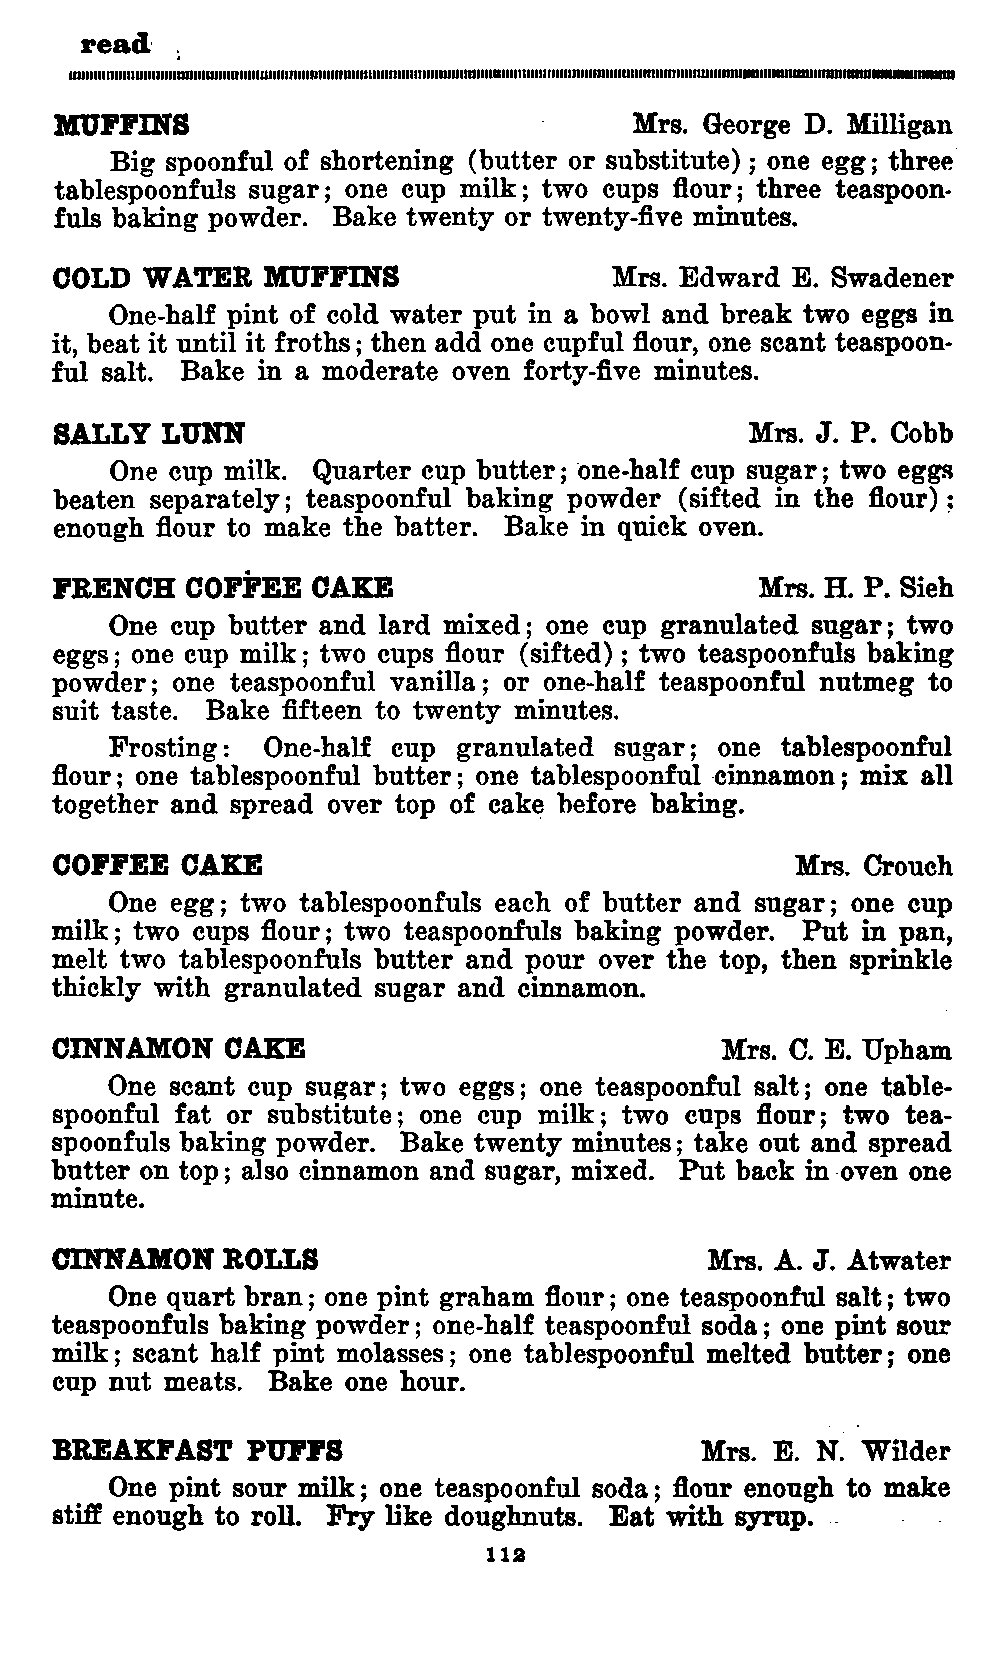 read
MUFFINS Mrs. George D. Milligan
Big spoonful of shortening (butter or substitute); one egg; three
tablespoonfuls sugar; one cup milk; two cups flour; three teaspoon-
fuls baking powder. Bake twenty or twenty-five minutes.
COLD WATER MUFFINS Mrs. Edward E. Swadener
One-half pint of cold water put in a bowl and break two eggs in
it, beat it until it froths; then add one cupful flour, one scant teaspoon-
ful salt. Bake in a moderate oven forty-five minutes.
SALLY LUNN Mrs. J. P. Cobb
One cup milk. Quarter cup butter; one-half cup sugar; two eggs
beaten separately; teaspoonful baking powder (sifted in the flour);
enough flour to make the batter. Bake in quick oven.
FRENCH COFFEE CAKE Mrs. H. P. Sieh
One cup butter and lard mixed; one cup granulated sugar; two
eggs; one cup milk; two cups flour (sifted); two teaspoonfuls baking
powder; one teaspoonful vanilla; or one-half teaspoonful nutmeg to
suit taste. Bake fifteen to twenty minutes.
Frosting: One-half cup granulated sugar; one tablespoonful
flour; one tablespoonful butter; one tablespoonful cinnamon; mix all
together and spread over top of cake before baking.
COFFEE CAKE Mrs. Crouch
One egg; two tablespoonfuls each of butter and sugar; one cup
milk; two cups flour; two teaspoonfuls baking powder. Put in pan,
melt two tablespoonfuls butter and pour over the top, then sprinkle
thickly with granulated sugar and cinnamon.
CINNAMON CAKE Mrs. C. E. Upham
One scant cup sugar; two eggs; one teaspoonful salt; one table-
spoonful fat or substitute; one cup milk; two cups flour; two tea-
spoonfuls baking powder. Bake twenty minutes; take out and spread
butter on top; also cinnamon and sugar, mixed. Put back in oven one
minute.
CINNAMON ROLLS Mrs. A. J. Atwater
One quart bran; one pint graham flour; one teaspoonful salt; two
teaspoonfuls baking powder; one-half teaspoonful soda; one pint sour
milk; scant half pint molasses; one tablespoonful melted butter; one
cup nut meats. Bake one hour.
BREAKFAST PUFFS Mrs. E. N. Wilder
One pint sour milk; one teaspoonful soda; flour enough to make
stiff enough to roll. Fry like doughnuts. Eat with syrup.
112